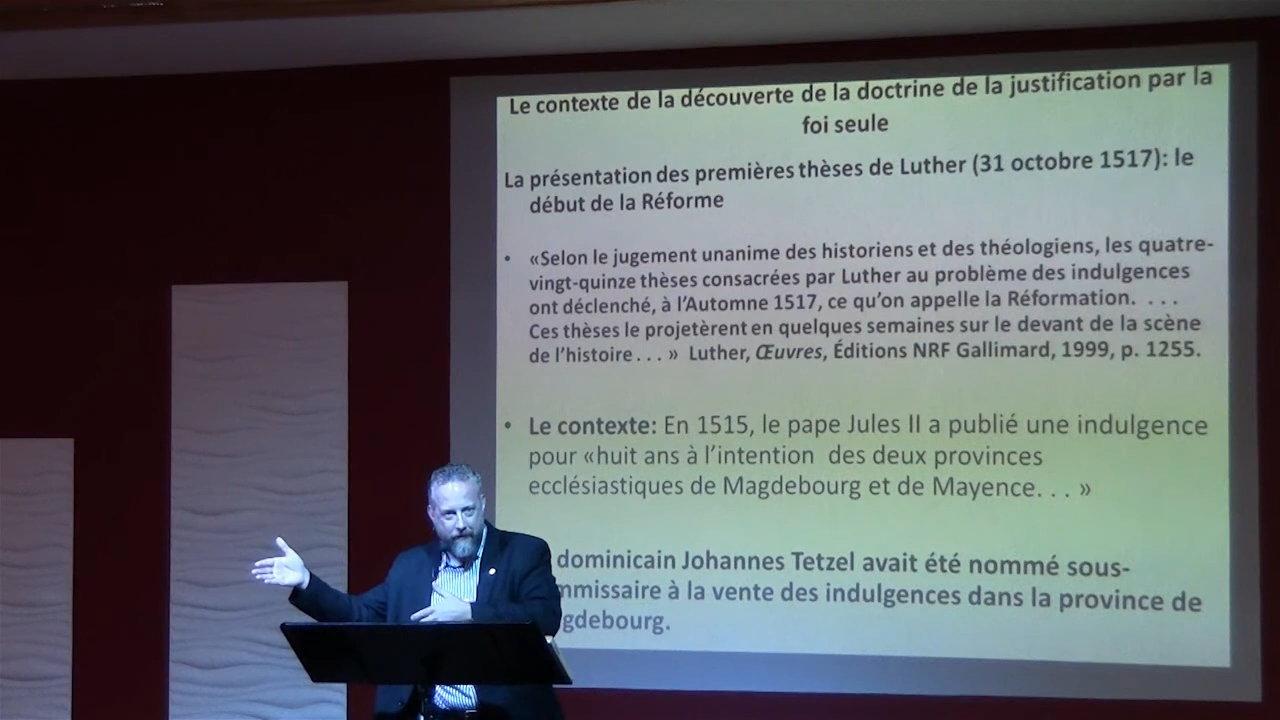 Le contexte de la découverte de la doctrine de la justification par la
foi seule
La présentation des premières thèses de Luther (31 octobre 1517): le
début de la Réforme
• «Selon le jugement unanime des historiens et des théologiens, les quatre-
vingt-quinze thèses consacrées par Luther au problème des indulgences
ont déclenché, à l'Automne 1517, ce qu'on appelle la Réformation. . . .
Ces thèses le projetèrent en quelques semaines sur le devant de la scène
de l'histoire . . . » Luther, Œuvres, Éditions NRF Gallimard, 1999, p. 1255.
• Le contexte: En 1515, le pape Jules II a publié une indulgence
pour «huit ans à l'intention des deux provinces
ecclésiastiques de Magdebourg et de Mayence. . . »
dominicain Johannes Tetzel avait été nommé sous-
mmissaire à la vente des indulgences dans la province de
gdebourg.